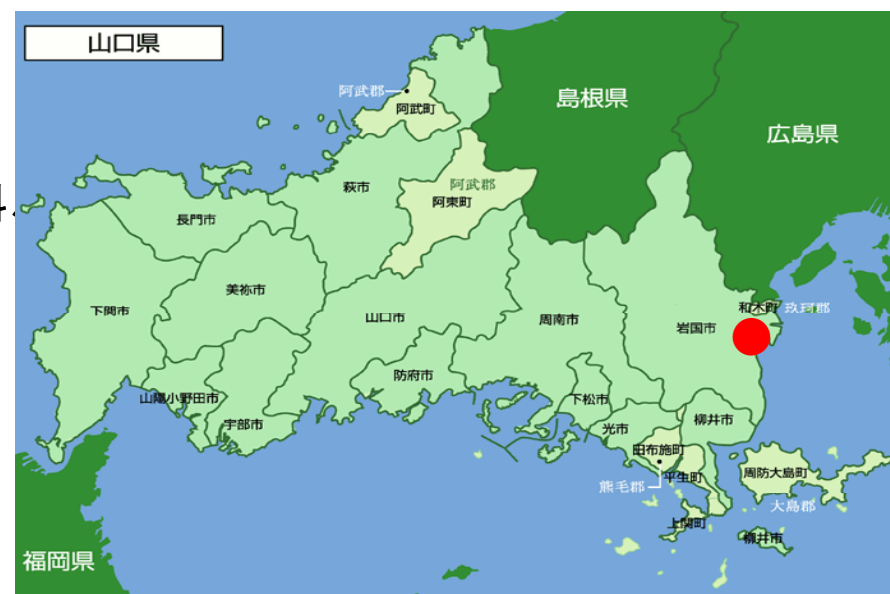 山口県
阿武郡
阿武町
島根県
広島県
萩市
阿武郡
阿東町
長門市
美祢市
下関市
山口市
周南市
岩国市
和木町
玖珂郡
防府市
山陽小野田市
宇部市
下松市
光市
柳井市
田布施町
平生町
熊毛郡
周防大島町
大島郡
上関町
柳井市
福岡県